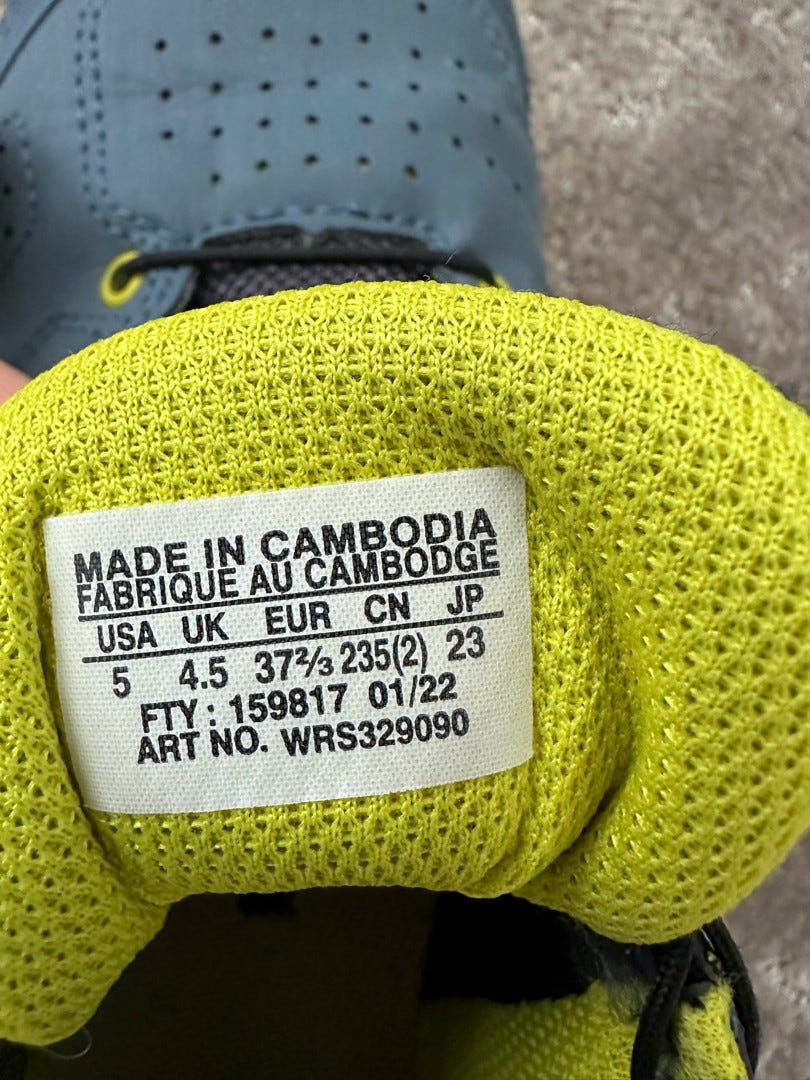 MADE IN CAMBODIA
FABRIQUE AU CAMBODGE
USA UK EUR CN JP
5 4.5 37⅔ 235(2) 23
FTY: 159817 01/22
ART NO. WRS329090